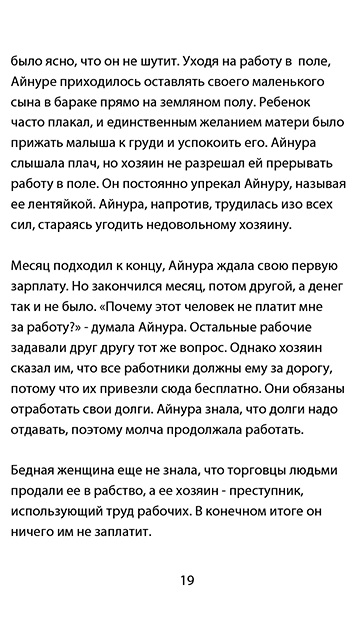 было ясно, что он не шутит. Уходя на работу в  поле,
Айнуре приходилось оставлять своего маленького
сына в бараке прямо на земляном полу. Ребенок
часто плакал, и единственным желанием матери было
прижать малыша к груди и успокоить его. Айнура
слышала плач, но хозяин не разрешал ей прерывать
работу в поле. Он постоянно упрекал Айнуру, называя
ее лентяйкой. Айнура, напротив, трудилась изо всех
сил, стараясь угодить недовольному хозяину.
Месяц подходил к концу, Айнура ждала свою первую
зарплату. Но закончился месяц, потом другой, а денег
так и не было. «Почему этот человек не платит мне
за работу?» - думала Айнура. Остальные рабочие
задавали друг другу тот же вопрос. Однако хозяин
сказал им, что все работники должны ему за дорогу,
потому что их привезли сюда бесплатно. Они обязаны
отработать свои долги. Айнура знала, что долги надо
отдавать, поэтому молча продолжала работать.
Бедная женщина еще не знала, что торговцы людьми
продали ее в рабство, а ее хозяин - преступник,
использующий труд рабочих. В конечном итоге он
ничего им не заплатит.
19